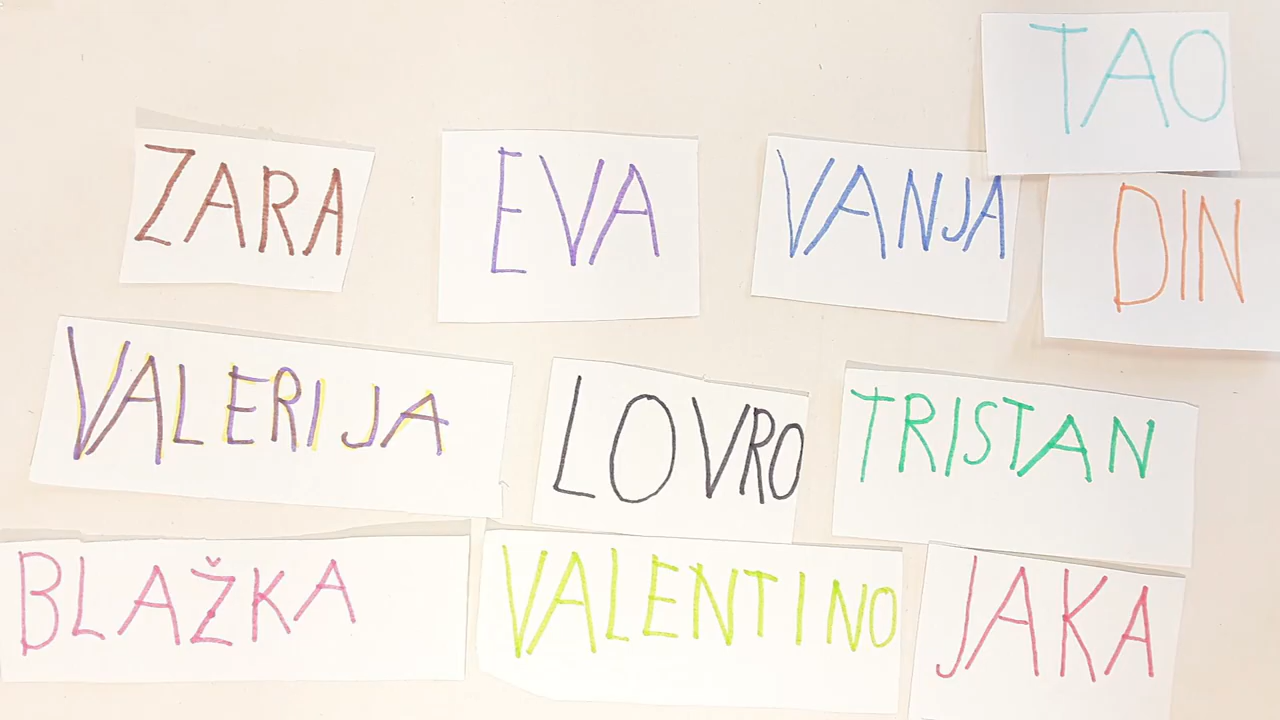 TAO
ZARA
EVA
VANJA
DIN
VALERIJA
LOVRO
TRISTAN
BLAŽKA
VALENTINO
JAKA